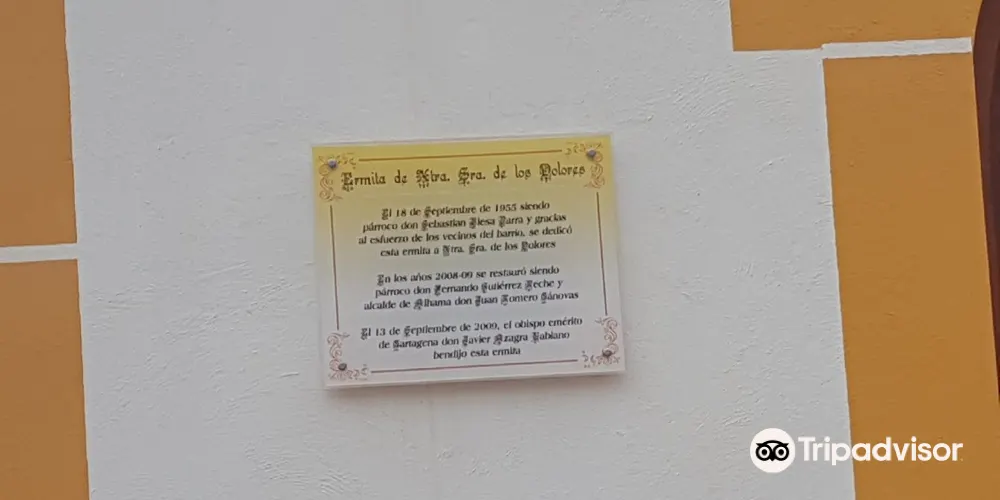 Ermita de Ntra. Sra. de los Dolores
El 18 de Septiembre de 1955 siendo
párroco don Sebastian Blesa Parra y gracias
al esfuerzo de los vecinos del barrio, se dedicó
esta ermita a Ntra. Sra. de los Dolores
En los años 2008-09 se restauró siendo
párroco don Fernando Gutiérrez Reche y
alcalde de Alhama don Juan Romero Cánovas
El 13 de Septiembre de 2009, el obispo emérito
de Cartagena don Javier Azagra Labiano
bendijo esta ermita
Tripadvisor